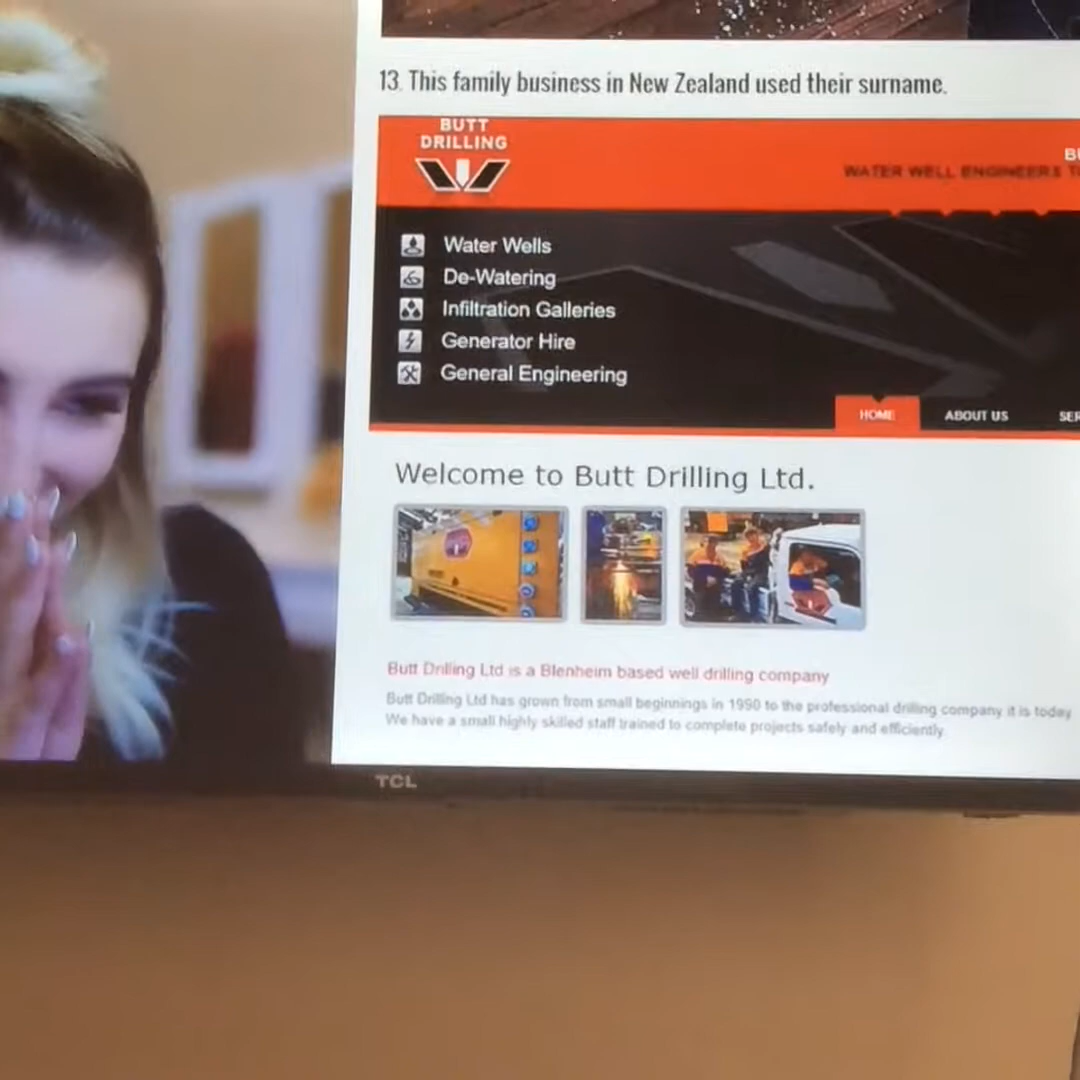 13. This family business in New Zealand used their surname.
BUTT
DRILLING
WATER WELL ENGINEERS
Water Wells
De-Watering
Infiltration Galleries
Generator Hire
General Engineering
HOME
ABOUT US
Welcome to Butt Drilling Ltd.
Butt Drilling Ltd is a Blenheim based well drilling company
Butt Drilling Ltd has grown from small beginnings in 1990 to the professional drilling company it is today
We have a small highly skilled staff trained to complete projects safely and efficiently
TCL